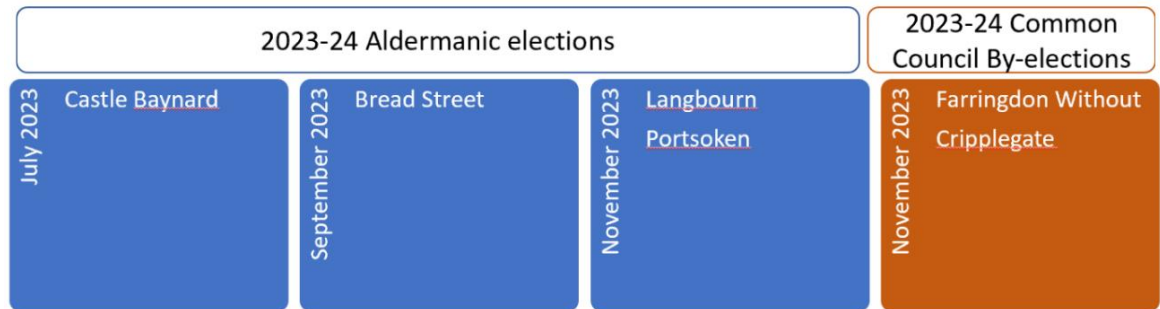 2023-24 Aldermanic elections
2023-24 Common
Council By-elections
July 2023
Castle Baynard
September 2023
Bread Street
November 2023
Langbourn
Portsoken
November 2023
Farringdon Without
Cripplegate